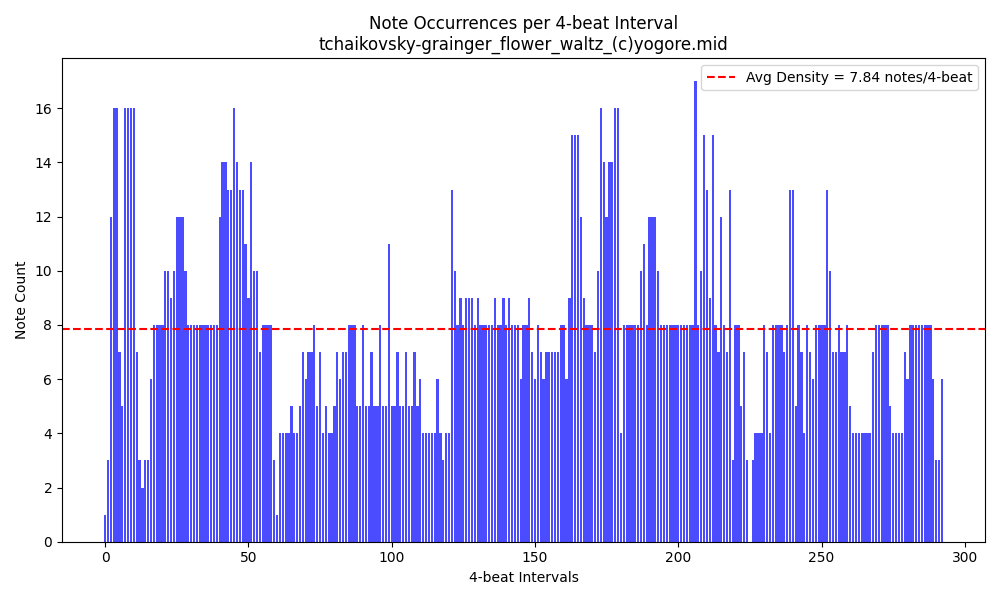 Note Occurrences per 4-beat Interval
tchaikovsky-grainger_flower_waltz_(c)yogore.mid
Avg Density = 7.84 notes/4-beat
Note Count
16
14
12
10
8
6
4
2
0
0 50 100 150 200 250 300
4-beat Intervals